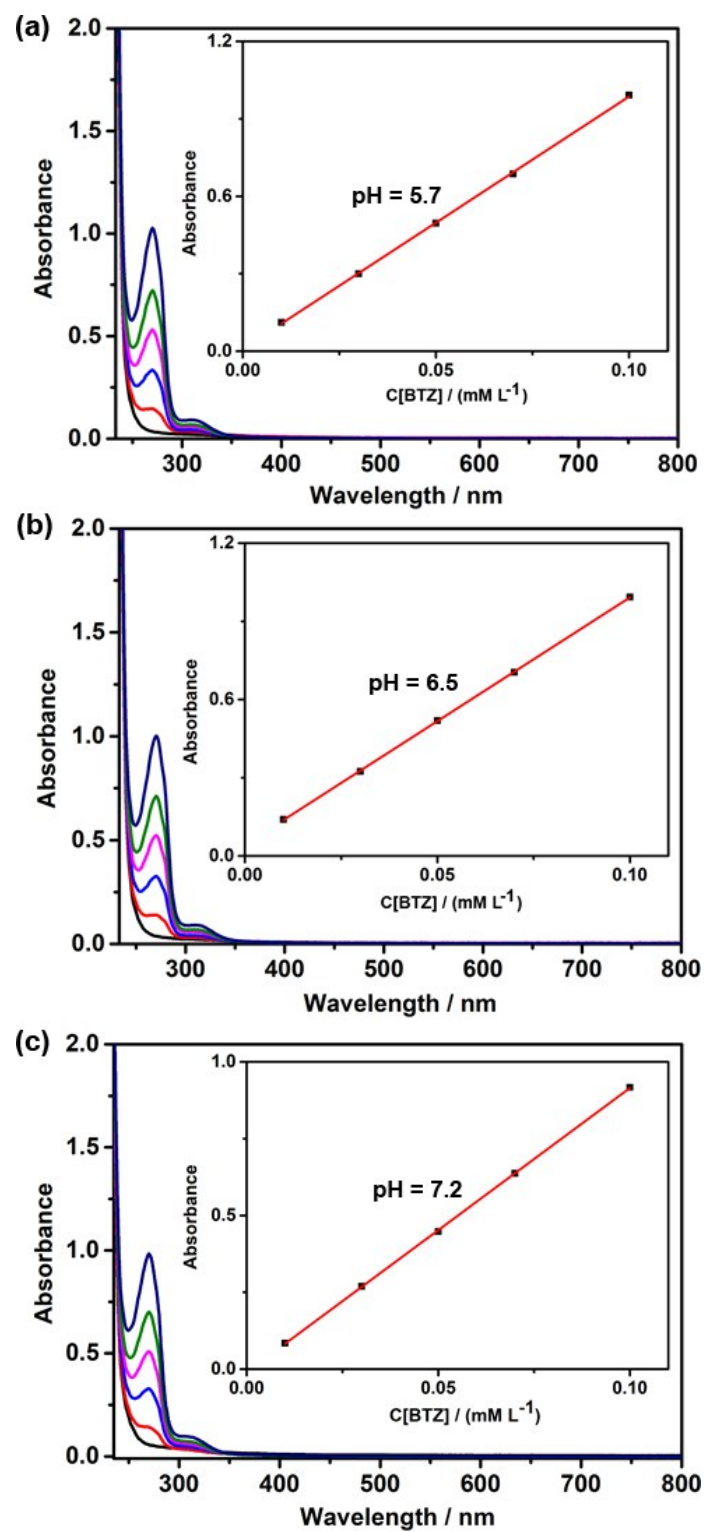 (a)
2.0
1.5
1.0
0.5
0.0
Absorbance
300 400 500 600 700 800
Wavelength / nm
1.2
0.6
0.0
Absorbance
pH = 5.7
0.00 0.05 0.10
C[BTZ] / (mM L⁻¹)
(b)
2.0
1.5
1.0
0.5
0.0
Absorbance
300 400 500 600 700 800
Wavelength / nm
1.2
0.6
0.0
Absorbance
pH = 6.5
0.00 0.05 0.10
C[BTZ] / (mM L⁻¹)
(c)
2.0
1.5
1.0
0.5
0.0
Absorbance
300 400 500 600 700 800
Wavelength / nm
1.0
0.5
0.0
Absorbance
pH = 7.2
0.00 0.05 0.10
C[BTZ] / (mM L⁻¹)